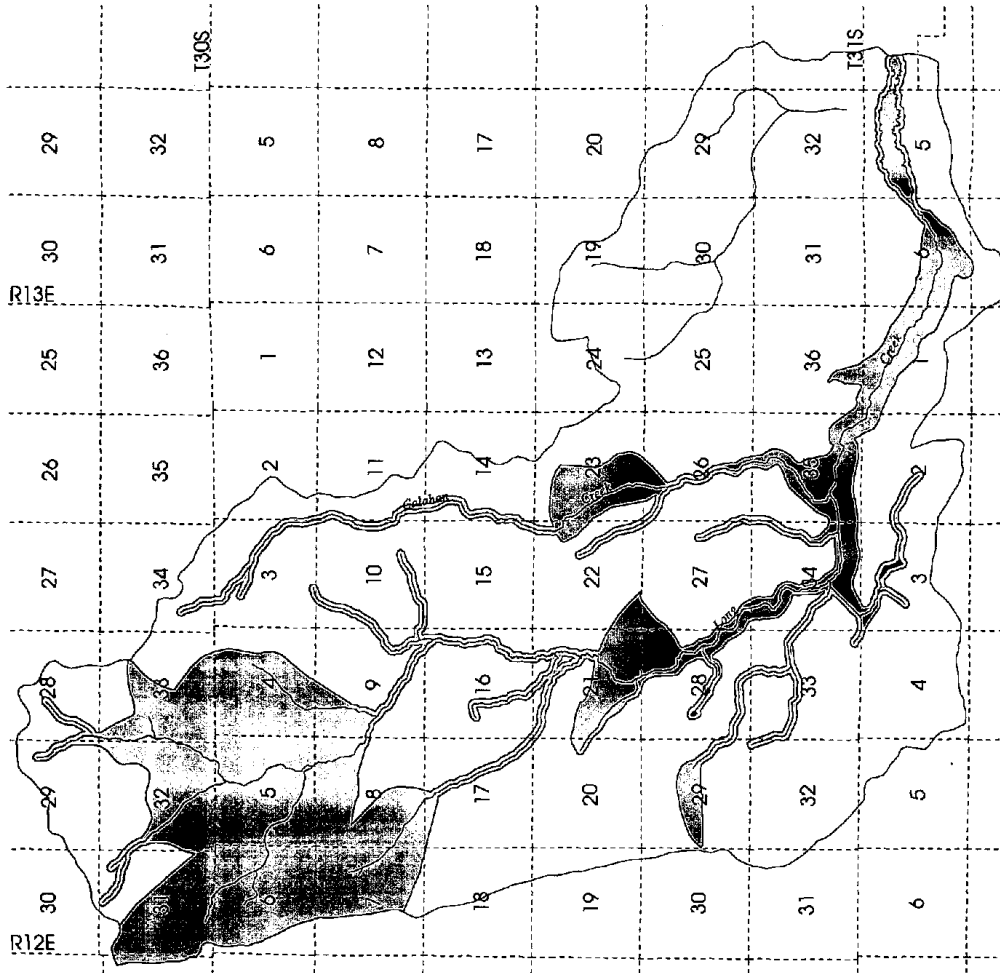 R12E R13E
30 29 28 27 26 25 30 29
31 32 33 34 35 36 31 32
T30S
6 5 4 3 2 1 6 5
7 8 9 10 11 12 7 8
18 17 16 15 14 13 18 17
19 20 21 22 23 24 19 20
Creek
30 29 28 27 26 25 30 29
31 32 33 34 35 36 31 32
T31S
Creek
6 5 4 3 2 1 6 5